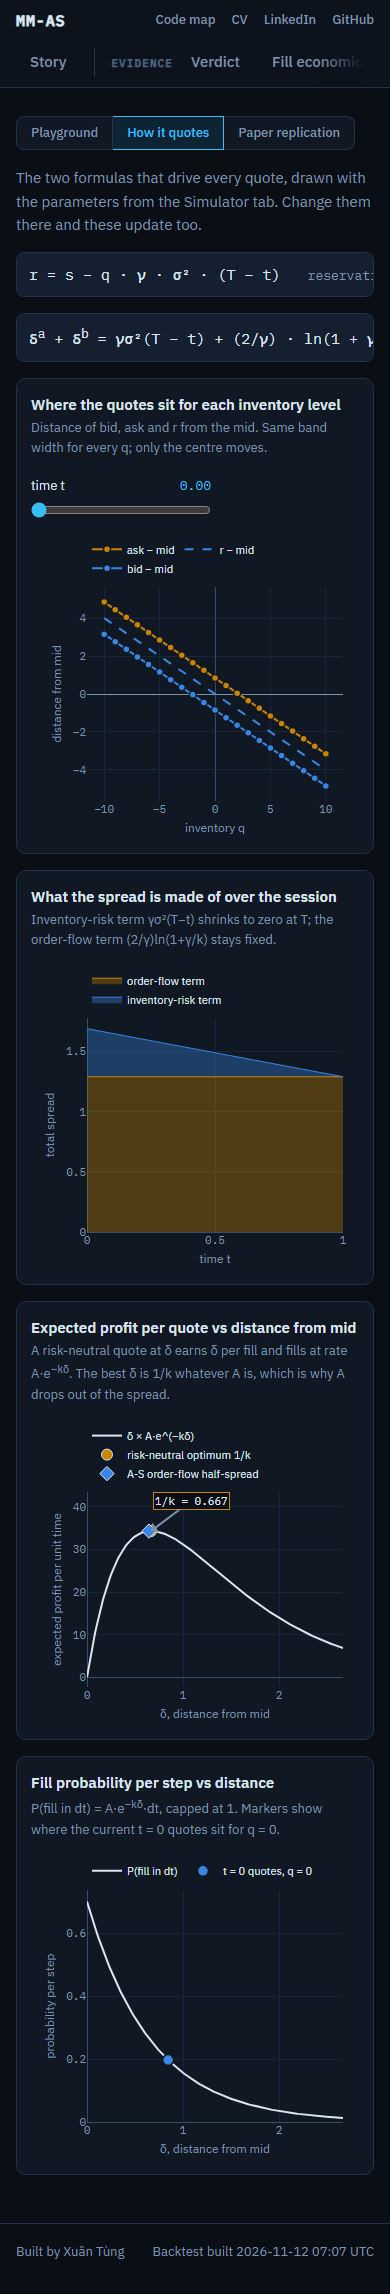 MM-AS Code map CV LinkedIn GitHub
Story EVIDENCE Verdict Fill economic
Playground How it quotes Paper replication
The two formulas that drive every quote, drawn with
the parameters from the Simulator tab. Change them
there and these update too.
r = s − q · γ · σ² · (T − t) reservati
δᵃ + δᵇ = γσ²(T − t) + (2/γ) · ln(1 + γ
Where the quotes sit for each inventory level
Distance of bid, ask and r from the mid. Same band
width for every q; only the centre moves.
time t 0.00
ask − mid r − mid
bid − mid
4
2
0
−2
−4
distance from mid
−10 −5 0 5 10
inventory q
What the spread is made of over the session
Inventory-risk term γσ²(T−t) shrinks to zero at T; the
order-flow term (2/γ)ln(1+γ/k) stays fixed.
order-flow term
inventory-risk term
1.5
1
0.5
0
total spread
0 0.5 1
time t
Expected profit per quote vs distance from mid
A risk-neutral quote at δ earns δ per fill and fills at rate
A·e^−kδ. The best δ is 1/k whatever A is, which is why A
drops out of the spread.
δ × A·e^(−kδ)
risk-neutral optimum 1/k
A-S order-flow half-spread
1/k = 0.667
40
30
20
10
0
expected profit per unit time
0 1 2
δ, distance from mid
Fill probability per step vs distance
P(fill in dt) = A·e^−kδ·dt, capped at 1. Markers show
where the current t = 0 quotes sit for q = 0.
P(fill in dt) t = 0 quotes, q = 0
0.6
0.4
0.2
0
probability per step
0 1 2
δ, distance from mid
Built by Xuân Tùng Backtest built 2026-11-12 07:07 UTC